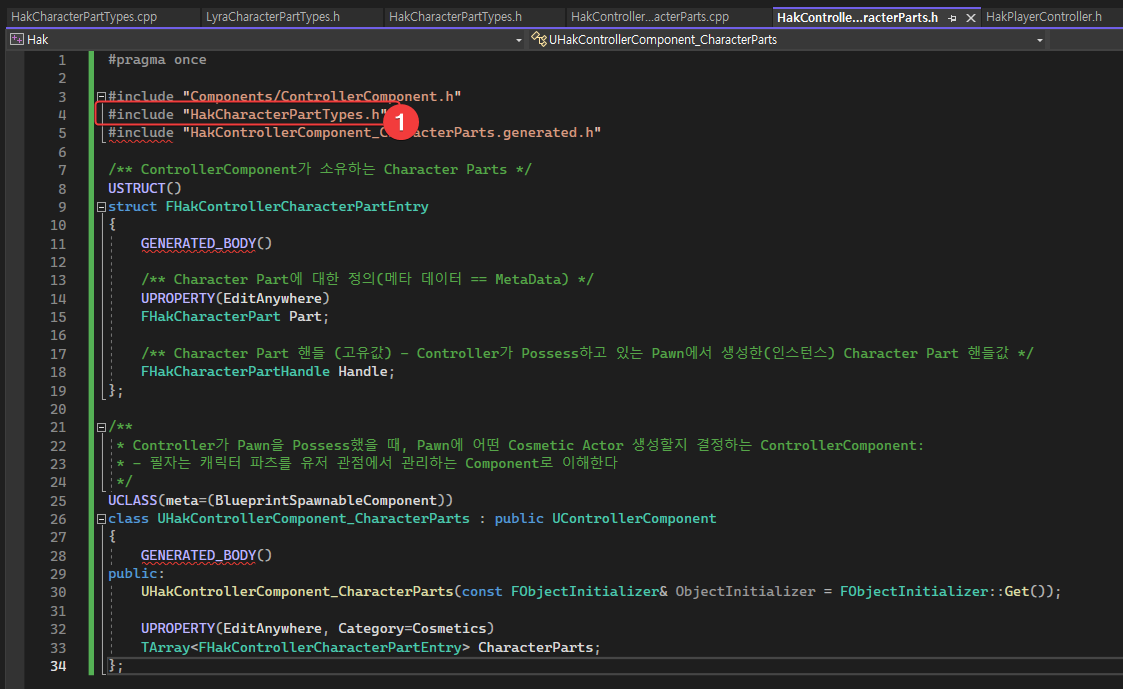 HakCharacterPartTypes.cpp LyraCharacterPartTypes.h HakCharacterPartTypes.h HakController...acterParts.cpp HakControlle...racterParts.h HakPlayerController.h
Hak UHakControllerComponent_CharacterParts
1 #pragma once
2
3 #include "Components/ControllerComponent.h"
4 #include "HakCharacterPartTypes.h" 1
5 #include "HakControllerComponent_C acterParts.generated.h"
6
7 /** ControllerComponent가 소유하는 Character Parts */
8 USTRUCT()
9 struct FHakControllerCharacterPartEntry
10 {
11 GENERATED_BODY()
12
13 /** Character Part에 대한 정의(메타 데이터 == MetaData) */
14 UPROPERTY(EditAnywhere)
15 FHakCharacterPart Part;
16
17 /** Character Part 핸들 (고유값) - Controller가 Possess하고 있는 Pawn에서 생성한(인스턴스) Character Part 핸들값 */
18 FHakCharacterPartHandle Handle;
19 };
20
21 /**
22 * Controller가 Pawn을 Possess했을 때, Pawn에 어떤 Cosmetic Actor 생성할지 결정하는 ControllerComponent:
23 * - 필자는 캐릭터 파츠를 유저 관점에서 관리하는 Component로 이해한다
24 */
25 UCLASS(meta=(BlueprintSpawnableComponent))
26 class UHakControllerComponent_CharacterParts : public UControllerComponent
27 {
28 GENERATED_BODY()
29 public:
30 UHakControllerComponent_CharacterParts(const FObjectInitializer& ObjectInitializer = FObjectInitializer::Get());
31
32 UPROPERTY(EditAnywhere, Category=Cosmetics)
33 TArray<FHakControllerCharacterPartEntry> CharacterParts;
34 };